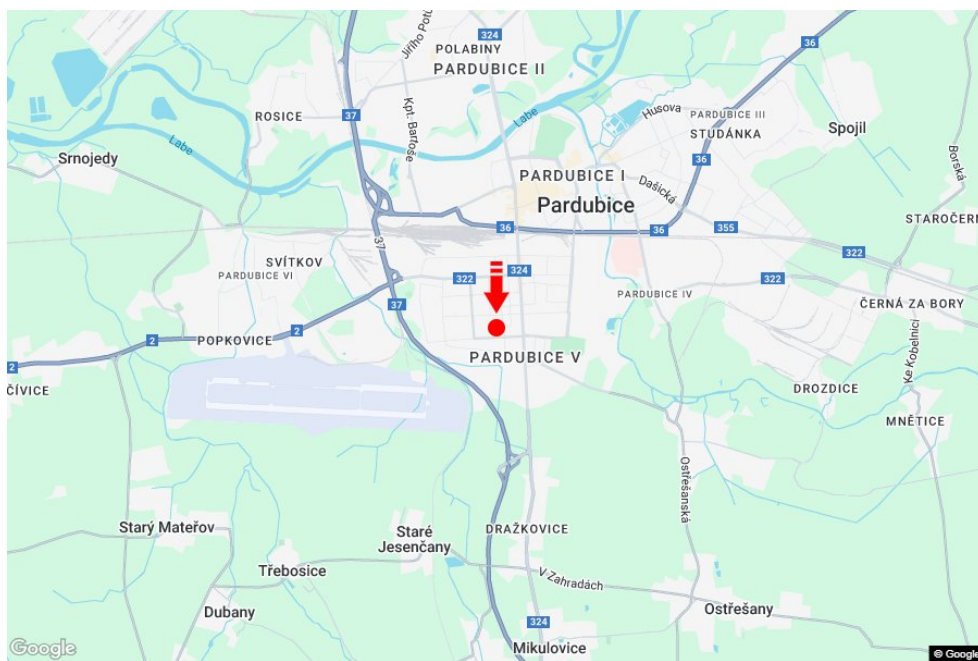 324
Jiřího Potů
POLABINY
PARDUBICE II
36
37
Labe
Husova
PARDUBICE III
STUDÁNKA
Spojil
ROSICE
Kpt. Bartoše
Labe
Srnojedy
36
Borská
PARDUBICE I
Dašická
Pardubice
STAROČERN
37
36
36
355
322
SVÍTKOV
PARDUBICE VI
322
324
322
PARDUBICE IV
37
ČERNÁ ZA BORY
2
2
POPKOVICE
PARDUBICE V
2
Ke Kobelnici
ČÍVICE
DROZDICE
MNĚTICE
Ostřešanská
Starý Mateřov
Staré
Jesenčany
DRAŽKOVICE
Třebosice
V Zahradách
Dubany
Ostřešany
324
Mikulovice
Google
© Google